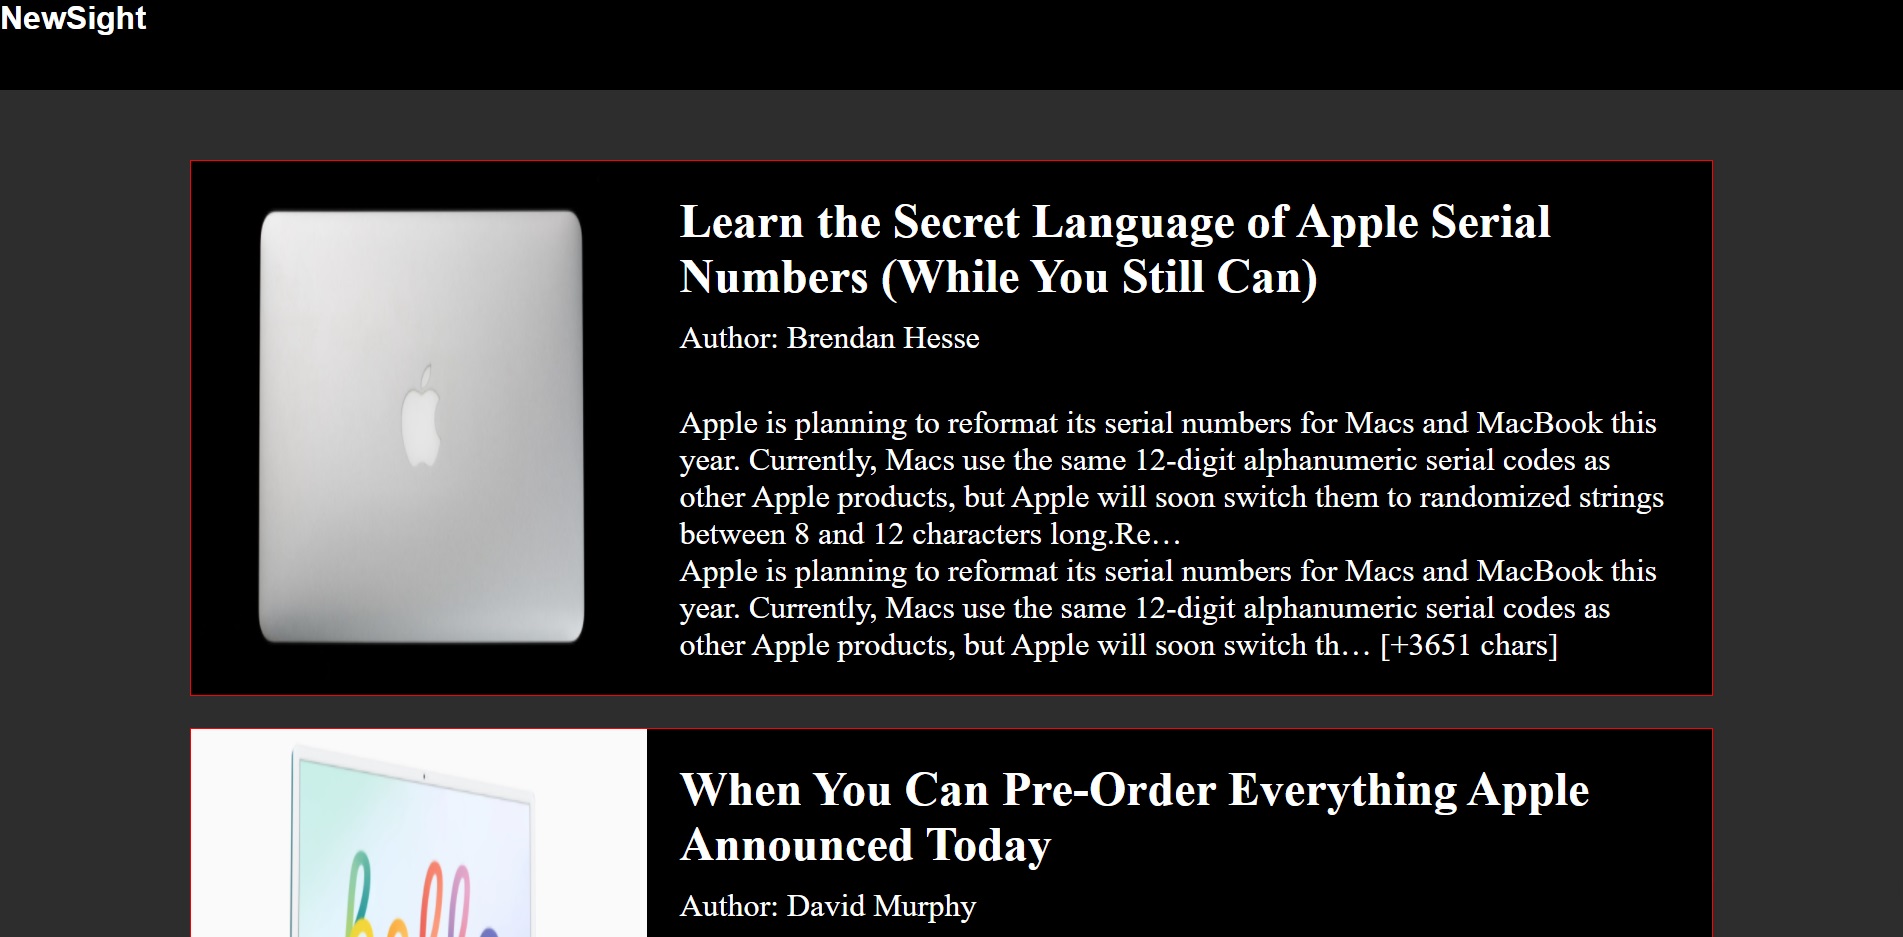 NewSight
Learn the Secret Language of Apple Serial
Numbers (While You Still Can)
Author: Brendan Hesse
Apple is planning to reformat its serial numbers for Macs and MacBook this
year. Currently, Macs use the same 12-digit alphanumeric serial codes as
other Apple products, but Apple will soon switch them to randomized strings
between 8 and 12 characters long.Re…
Apple is planning to reformat its serial numbers for Macs and MacBook this
year. Currently, Macs use the same 12-digit alphanumeric serial codes as
other Apple products, but Apple will soon switch th… [+3651 chars]
When You Can Pre-Order Everything Apple
Announced Today
Author: David Murphy